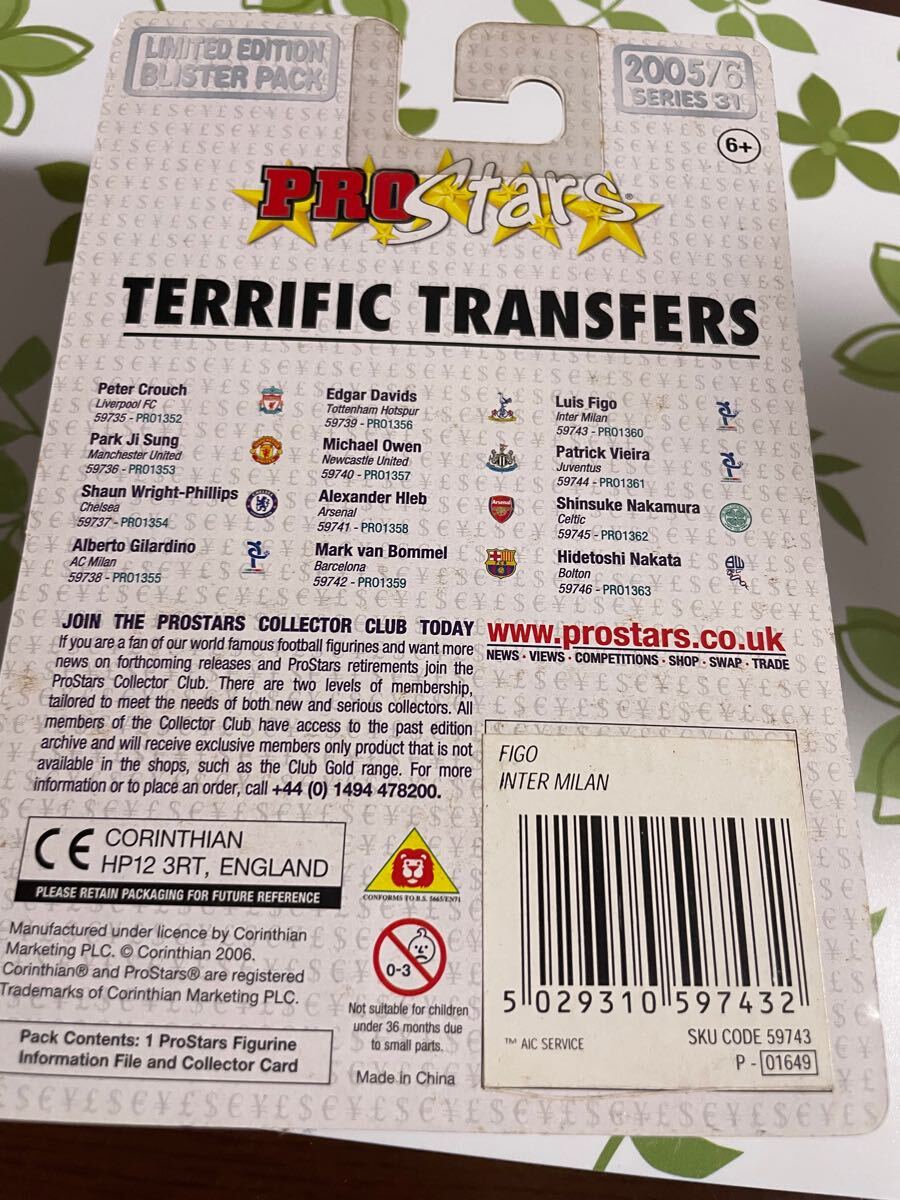 LIMITED EDITION
BLISTER PACK
2005/6
SERIES 31
6+
PROStars®
TERRIFIC TRANSFERS
Peter Crouch
Liverpool FC
59735 - PRO1352
Park Ji Sung
Manchester United
59736 - PRO1353
Shaun Wright-Phillips
Chelsea
59737 - PRO1354
Alberto Gilardino
AC Milan
59738 - PRO1355
Edgar Davids
Tottenham Hotspur
59739 - PRO1356
Michael Owen
Newcastle United
59740 - PRO1357
Alexander Hleb
Arsenal
59741 - PRO1358
Arsenal
Mark van Bommel
Barcelona
59742 - PRO1359
Luis Figo
Inter Milan
59743 - PRO1360
Patrick Vieira
Juventus
59744 - PRO1361
Shinsuke Nakamura
Celtic
59745 - PRO1362
Hidetoshi Nakata
Bolton
59746 - PRO1363
JOIN THE PROSTARS COLLECTOR CLUB TODAY
If you are a fan of our world famous football figurines and want more
news on forthcoming releases and ProStars retirements join the
ProStars Collector Club. There are two levels of membership,
tailored to meet the needs of both new and serious collectors. All
members of the Collector Club have access to the past edition
archive and will receive exclusive members only product that is not
available in the shops, such as the Club Gold range. For more
information or to place an order, call +44 (0) 1494 478200.
www.prostars.co.uk
NEWS · VIEWS · COMPETITIONS · SHOP · SWAP · TRADE
CE CORINTHIAN
HP12 3RT, ENGLAND
PLEASE RETAIN PACKAGING FOR FUTURE REFERENCE
CONFORMS TO B.S. 5665/EN71
Manufactured under licence by Corinthian
Marketing PLC. © Corinthian 2006.
Corinthian® and ProStars® are registered
Trademarks of Corinthian Marketing PLC.
0-3
Not suitable for children
under 36 months due
to small parts.
Made in China
Pack Contents: 1 ProStars Figurine
Information File and Collector Card
FIGO
INTER MILAN
5 029310 597432
™ AIC SERVICE
SKU CODE 59743
P - 01649